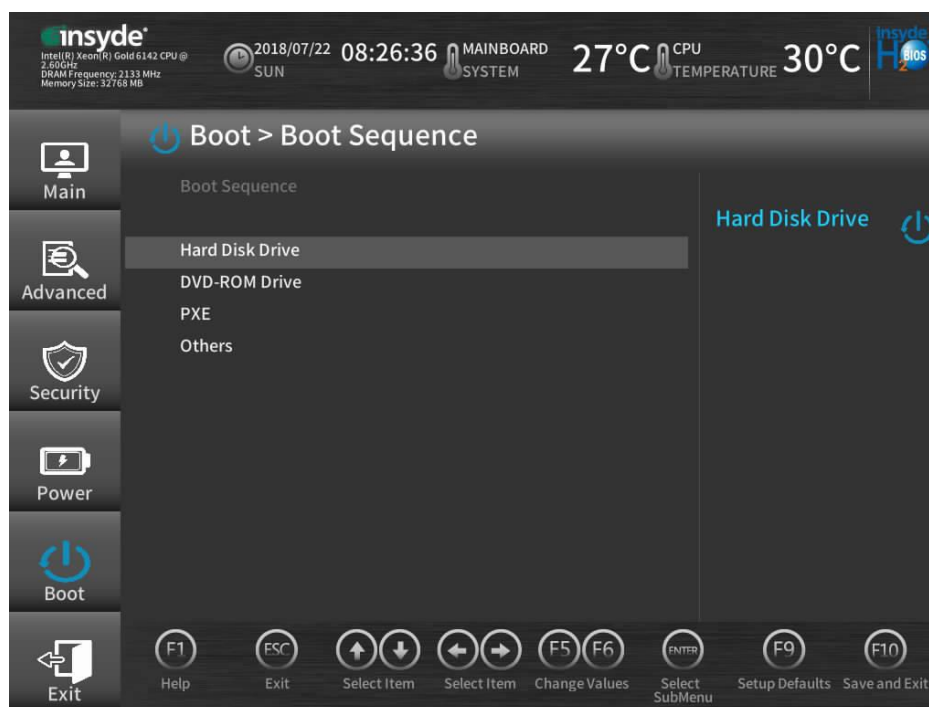 insyde®
Intel(R) Xeon(R) Gold 6142 CPU @
2.60GHz
DRAM Frequency: 2133 MHz
Memory Size: 32768 MB
2018/07/22
SUN
08:26:36
MAINBOARD
SYSTEM
27°C
CPU
TEMPERATURE
30°C
insyde
H2O
BIOS
Boot > Boot Sequence
Main
Advanced
Security
Power
Boot
Exit
Boot Sequence
Hard Disk Drive
DVD-ROM Drive
PXE
Others
Hard Disk Drive
F1
Help
ESC
Exit
Select Item
Select Item
F5 F6
Change Values
ENTER
Select
SubMenu
F9
Setup Defaults
F10
Save and Exit